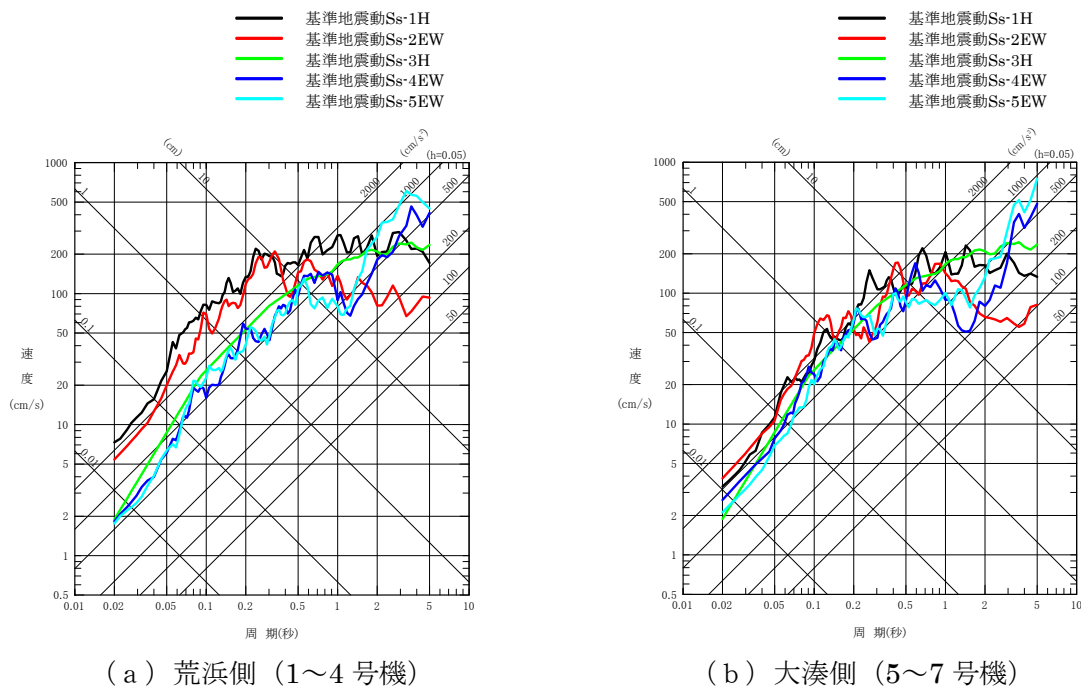 基準地震動Ss-1H
基準地震動Ss-2EW
基準地震動Ss-3H
基準地震動Ss-4EW
基準地震動Ss-5EW
(cm)
(cm/s²)
(h=0.05)
1000
500
200
100
50
20
10
5
2
1
0.5
.1
0.1
0.01
10
2000
1000
500
200
100
50
速
度
(cm/s)
0.01 0.02 0.05 0.1 0.2 0.5 1 2 5 10
周 期(秒)
(a) 荒浜側 (1～4 号機)
基準地震動Ss-1H
基準地震動Ss-2EW
基準地震動Ss-3H
基準地震動Ss-4EW
基準地震動Ss-5EW
(cm)
(cm/s²)
(h=0.05)
1000
500
200
100
50
20
10
5
2
1
0.5
.1
0.1
0.01
10
2000
1000
500
200
100
50
速
度
(cm/s)
0.01 0.02 0.05 0.1 0.2 0.5 1 2 5 10
周 期(秒)
(b) 大湊側 (5～7 号機)